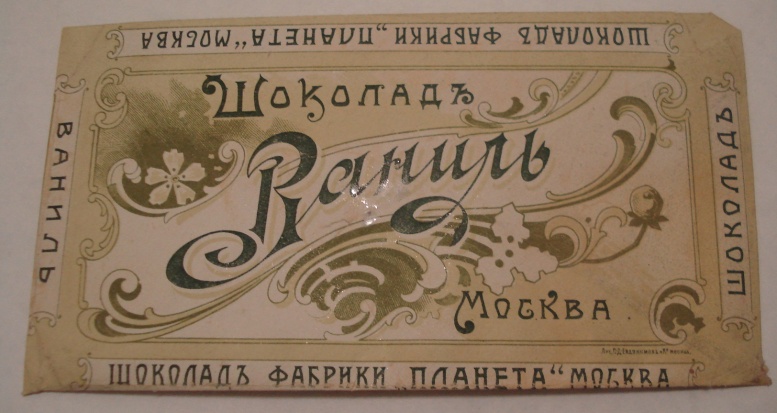 ШОКОЛАДЪ ФАБРИКИ „ПЛАНЕТА“ МОСКВА
ШОКОЛАДЪ
Ваниль
МОСКВА
ВАНИЛЬ
ШОКОЛАДЪ
ШОКОЛАДЪ ФАБРИКИ „ПЛАНЕТА“ МОСКВА